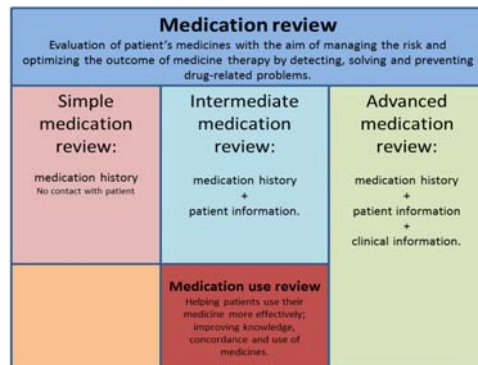 Medication review
Evaluation of patient's medicines with the aim of managing the risk and
optimizing the outcome of medicine therapy by detecting, solving and preventing
drug-related problems.
Simple
medication
review:
medication history
No contact with patient
Intermediate
medication
review:
medication history
+
patient information.
Advanced
medication
review:
medication history
+
patient information
+
clinical information.
Medication use review
Helping patients use their
medicine more effectively;
improving knowledge,
concordance and use of
medicines.